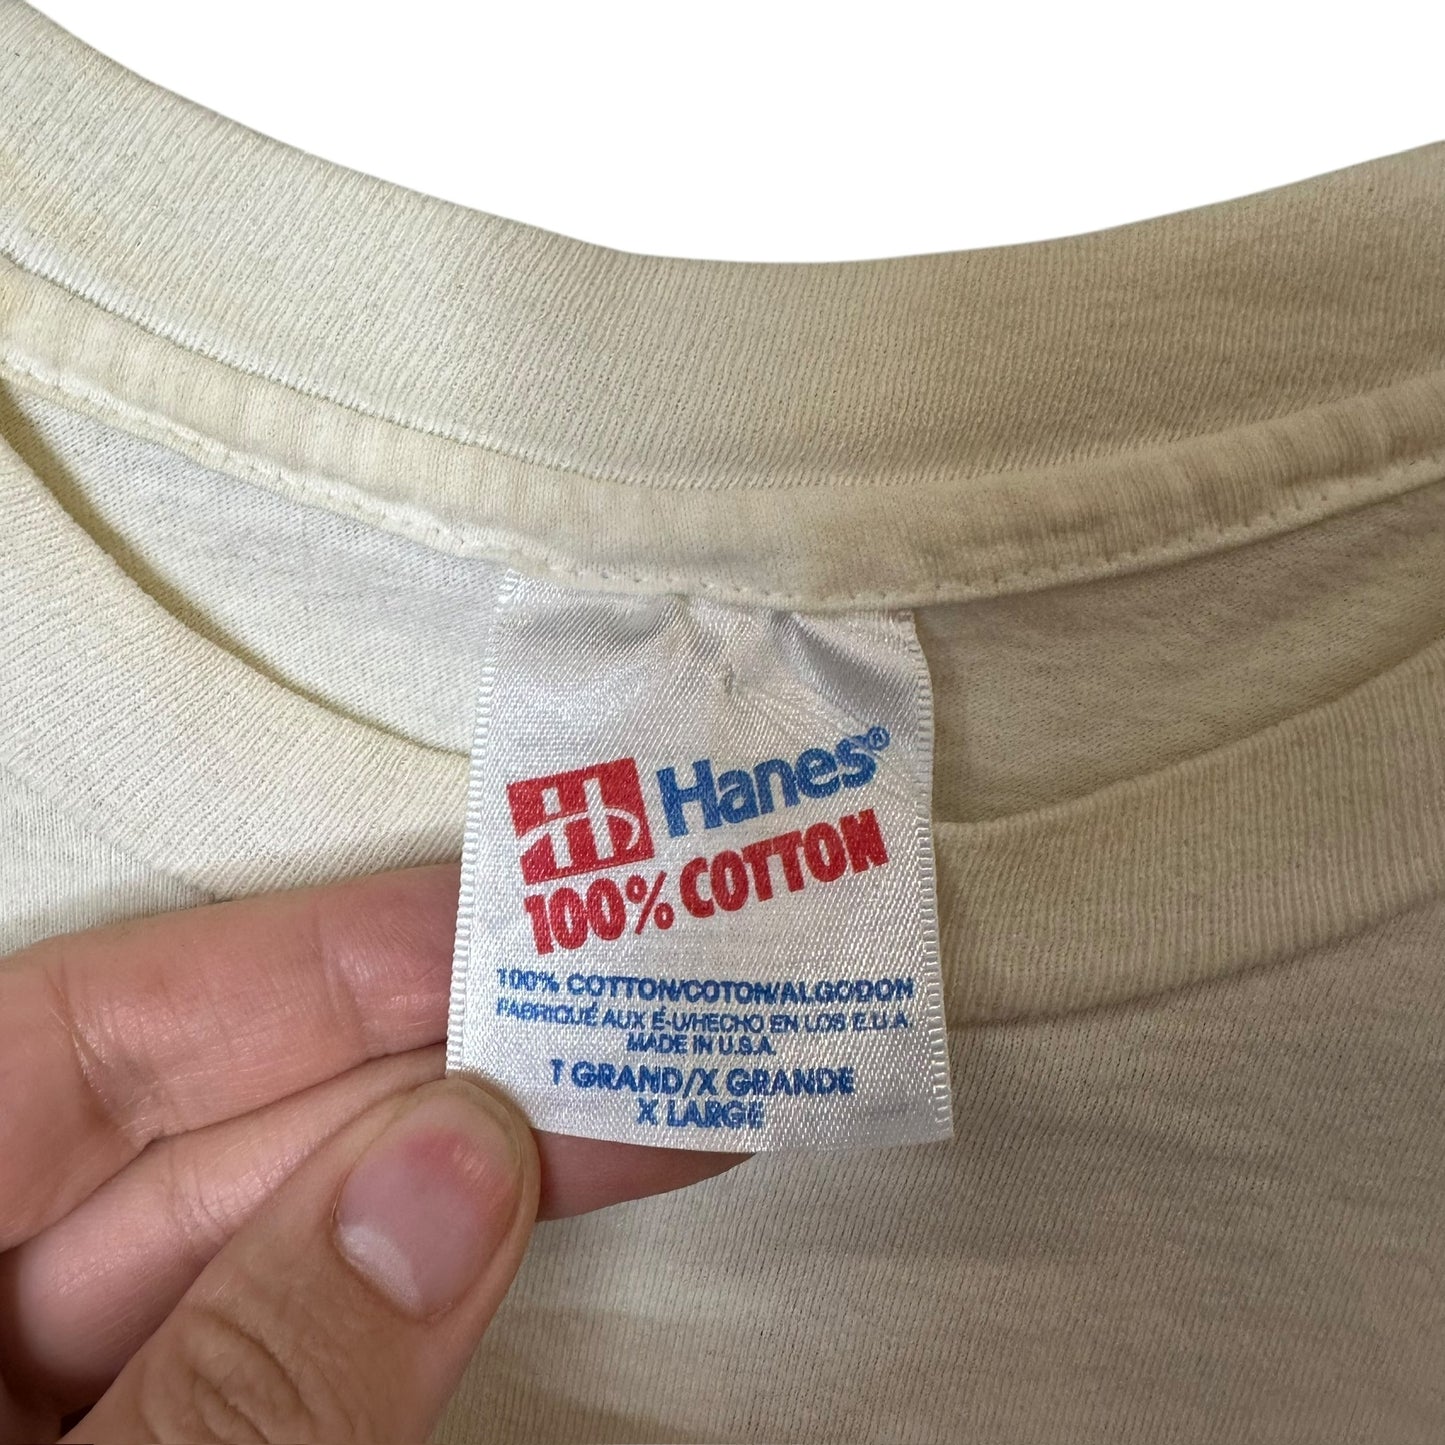 Hanes®
100% COTTON
100% COTTON/COTON/ALGODON
FABRIQUÉ AUX É-U/HECHO EN LOS E.U.A.
MADE IN U.S.A.
T GRAND/X GRANDE
X LARGE